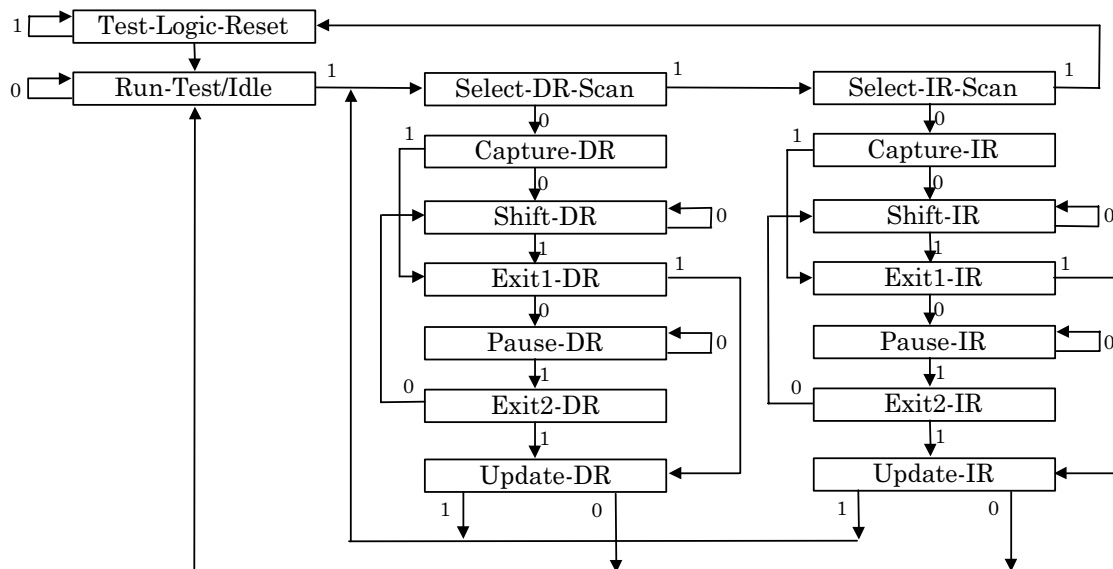 1
Test-Logic-Reset
0
Run-Test/Idle
1
Select-DR-Scan
1
Select-IR-Scan
1
0
0
1
Capture-DR
1
Capture-IR
0
0
Shift-DR
0
Shift-IR
0
1
1
Exit1-DR
1
Exit1-IR
1
0
0
Pause-DR
0
Pause-IR
0
1
1
0
Exit2-DR
0
Exit2-IR
1
1
Update-DR
Update-IR
1
0
1
0